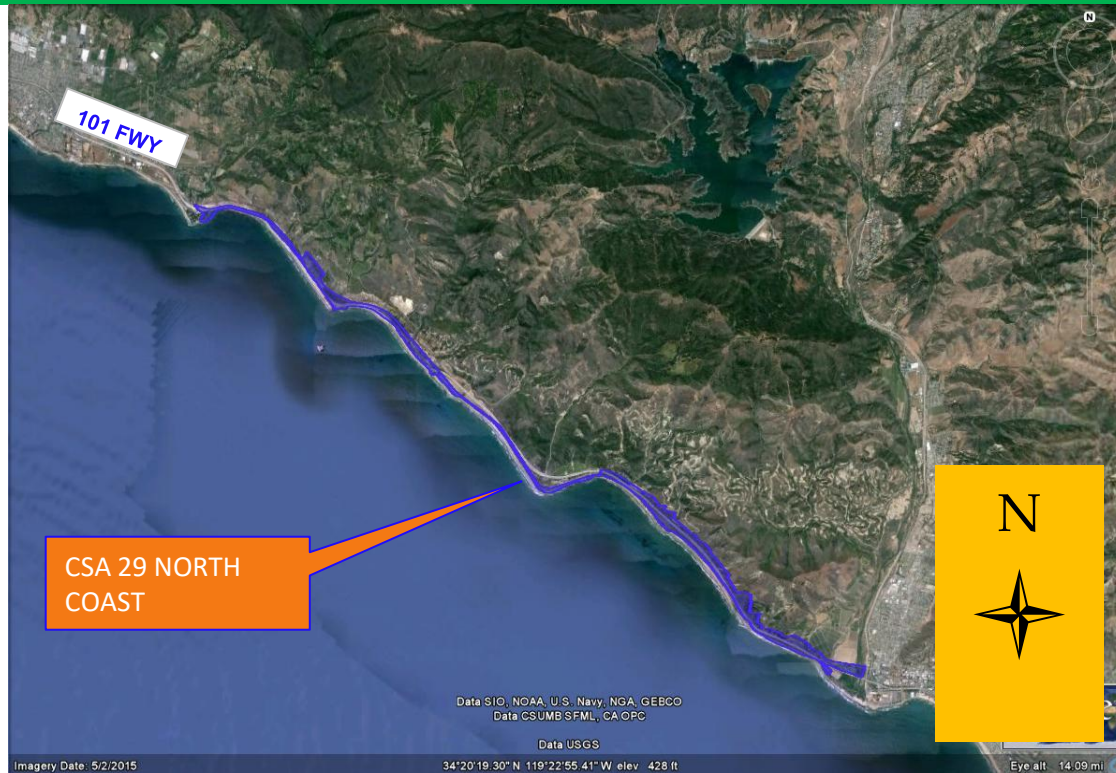 N
101 FWY
CSA 29 NORTH
COAST
N
Data SIO, NOAA, U.S. Navy, NGA, GEBCO
Data CSUMB SFML, CA OPC
Data USGS
Imagery Date: 5/2/2015
34°20'19.30" N 119°22'55.41" W elev 428 ft
Eye alt 14.09 mi